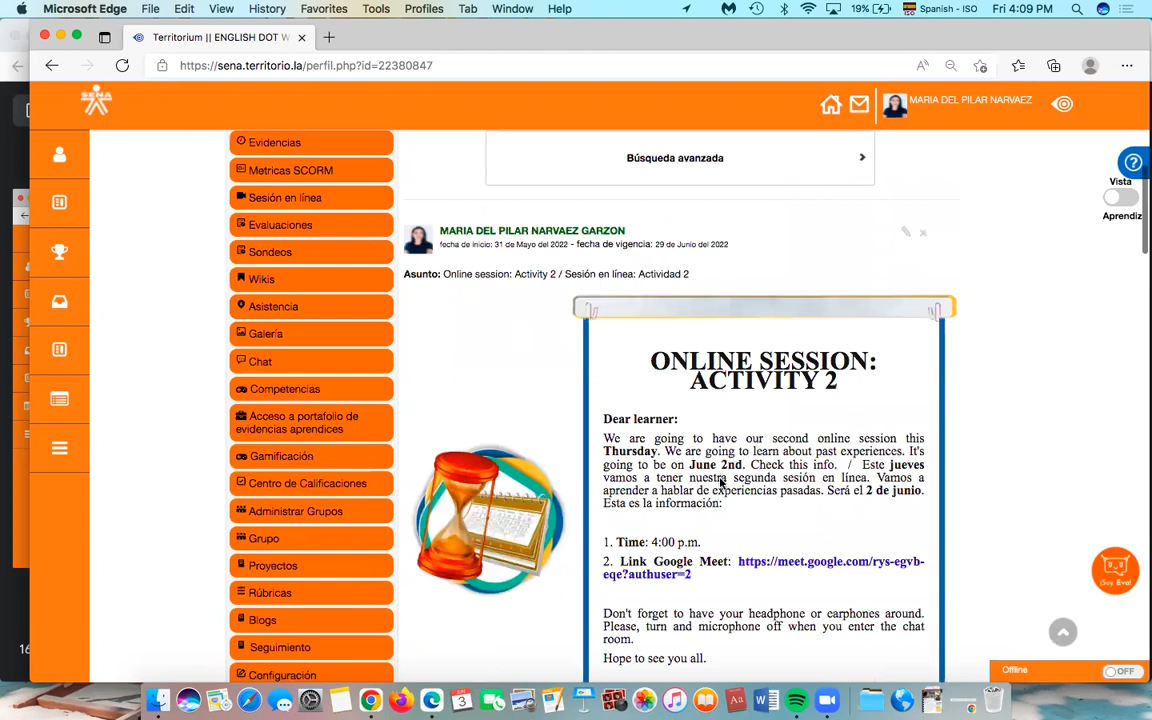 Microsoft Edge File Edit View History Favorites Tools Profiles Tab Window Help 19% Spanish - ISO Fri 4:09 PM
Territorium || ENGLISH DOT W
https://sena.territorio.la/perfil.php?id=22380847
SENA
MARIA DEL PILAR NARVAEZ
Evidencias
Metricas SCORM
Sesión en línea
Evaluaciones
Sondeos
Wikis
Asistencia
Galería
Chat
Competencias
Acceso a portafolio de
evidencias aprendices
Gamificación
Centro de Calificaciones
Administrar Grupos
Grupo
Proyectos
Rúbricas
Blogs
Seguimiento
Configuración
Búsqueda avanzada
MARIA DEL PILAR NARVAEZ GARZON
fecha de inicio: 31 de Mayo del 2022 - fecha de vigencia: 29 de Junio del 2022
Asunto: Online session: Activity 2 / Sesión en línea: Actividad 2
ONLINE SESSION:
ACTIVITY 2
Dear learner:
We are going to have our second online session this
Thursday. We are going to learn about past experiences. It's
going to be on June 2nd. Check this info. / Este jueves
vamos a tener nuestra segunda sesión en línea. Vamos a
aprender a hablar de experiencias pasadas. Será el 2 de junio.
Esta es la información:
1. Time: 4:00 p.m.
2. Link Google Meet: https://meet.google.com/rys-egvb-
eqe?authuser=2
Don't forget to have your headphone or earphones around.
Please, turn and microphone off when you enter the chat
room.
Hope to see you all.
Vista
Aprendiz
¡Soy Eva!
Offline OFF
16
3